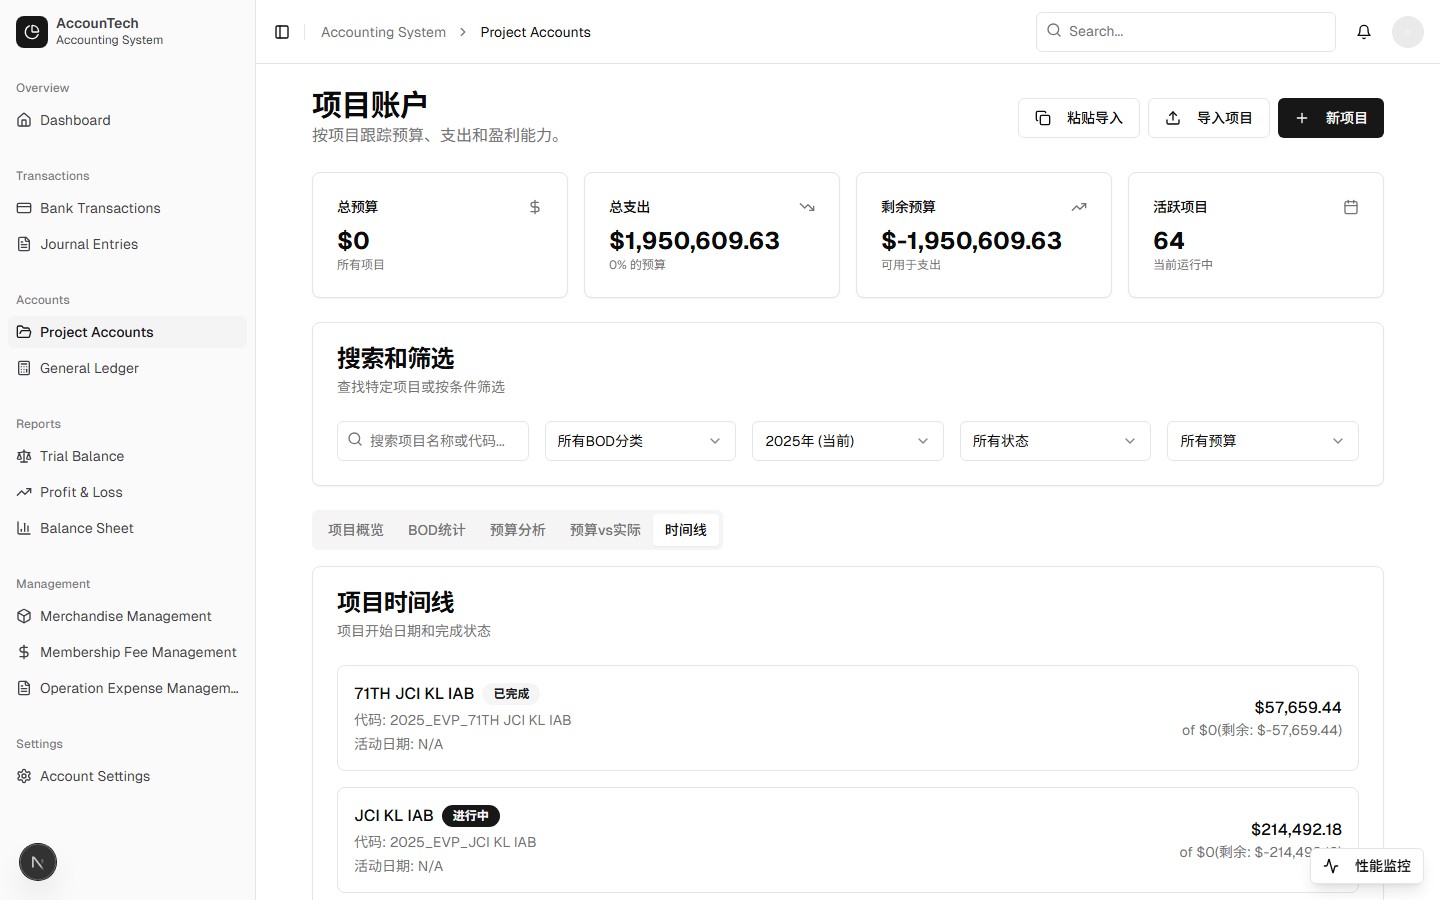 AccounTech
Accounting System
Overview
Dashboard
Transactions
Bank Transactions
Journal Entries
Accounts
Project Accounts
General Ledger
Reports
Trial Balance
Profit & Loss
Balance Sheet
Management
Merchandise Management
Membership Fee Management
Operation Expense Managem...
Settings
Account Settings
Accounting System > Project Accounts
Search...
项目账户
按项目跟踪预算、支出和盈利能力。
粘贴导入
导入项目
新项目
总预算
$0
所有项目
总支出
$1,950,609.63
0% 的预算
剩余预算
$-1,950,609.63
可用于支出
活跃项目
64
当前运行中
搜索和筛选
查找特定项目或按条件筛选
搜索项目名称或代码...
所有BOD分类
2025年 (当前)
所有状态
所有预算
项目概览
BOD统计
预算分析
预算vs实际
时间线
项目时间线
项目开始日期和完成状态
71TH JCI KL IAB 已完成
代码: 2025_EVP_71TH JCI KL IAB
活动日期: N/A
$57,659.44
of $0(剩余: $-57,659.44)
JCI KL IAB 进行中
代码: 2025_EVP_JCI KL IAB
活动日期: N/A
$214,492.18
of $0(剩余:
性能监控